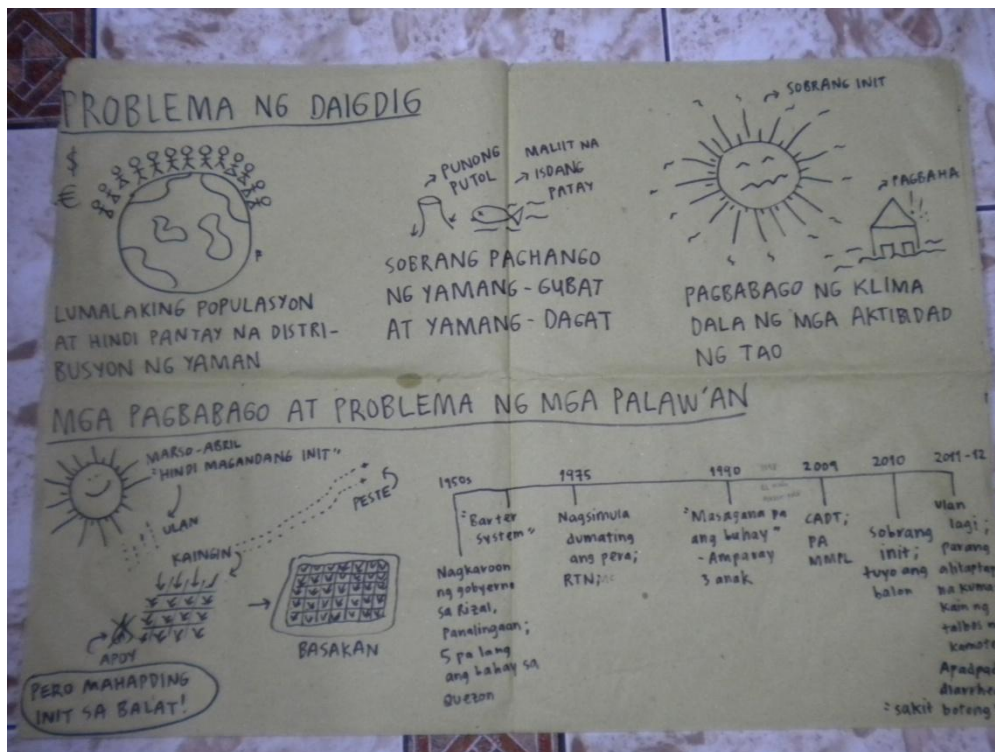 PROBLEMA NG DAIGDIG
$
€
LUMALAKING POPULASYON
AT HINDI PANTAY NA DISTRI-
BUSYON NG YAMAN
PUNONG
PUTOL
MALIIT NA
ISDANG
PATAY
SOBRANG PAGHANGO
NG YAMANG-GUBAT
AT YAMANG-DAGAT
SOBRANG INIT
PAGBAHA
PAGBABAGO NG KLIMA
DALA NG MGA AKTIBIDAD
NG TAO
MGA PAGBABAGO AT PROBLEMA NG MGA PALAW'AN
MARSO-ABRIL
"HINDI MAGANDANG INIT"
ULAN
PESTE
KAINGIN
APOY
BASAKAN
PERO MAHAPDING
INIT SA BALAT!
1950s
"Barter
System"
Nagkaroon
ng gobyerno
sa Rizal,
Panalingaan;
5 pa lang
ang bahay sa
Quezon
1975
Nagsimula
dumating
ang pera;
RTN;
1990
"Masagana pa
ang buhay"
- Amparay
3 anak
2009
CADT;
PA
MMPL
2010
Sobrang
init;
tuyo ang
balon
2011-12
Ulan
lagi;
parang
na
Kain ng
talbos
kamote
"sakit